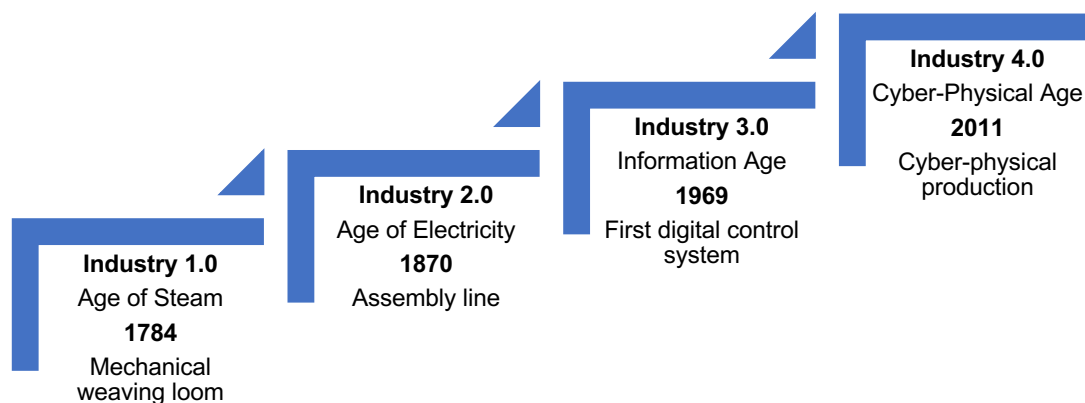 Industry 1.0
Age of Steam
1784
Mechanical
weaving loom
Industry 2.0
Age of Electricity
1870
Assembly line
Industry 3.0
Information Age
1969
First digital control
system
Industry 4.0
Cyber-Physical Age
2011
Cyber-physical
production